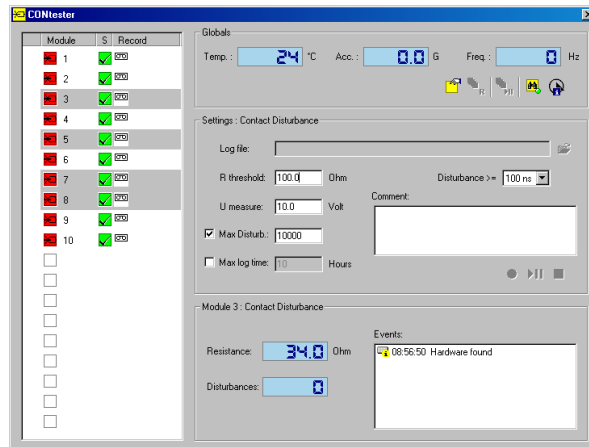 CONtester
Module S Record
1
2
3
4
5
6
7
8
9
10
Globals
Temp. : 24 °C Acc. : 0.0 G Freq. : 0 Hz
R
Settings : Contact Disturbance
Log file:
R threshold: 100.0 Ohm Disturbance >= 100 ns
U measure: 10.0 Volt Comment:
Max Disturb.: 10000
Max log time: 10 Hours
Module 3 : Contact Disturbance
Resistance: 34.0 Ohm
Disturbances: 0
Events:
08:56:50 Hardware found